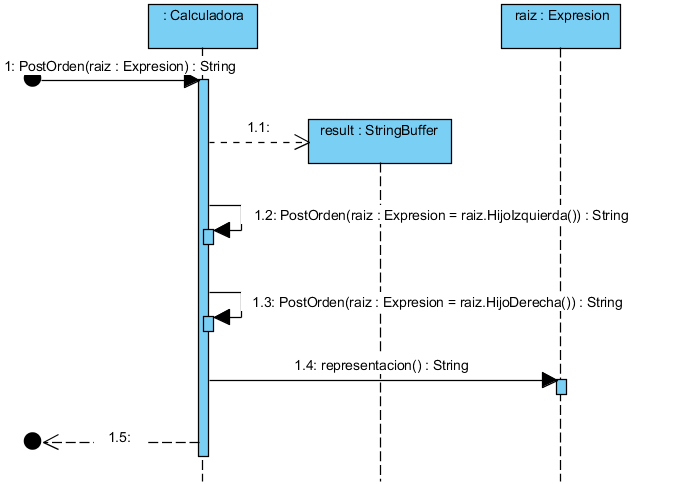 : Calculadora
raiz : Expresion
1: PostOrden(raiz : Expresion) : String
1.1:
result : StringBuffer
1.2: PostOrden(raiz : Expresion = raiz.HijoIzquierda()) : String
1.3: PostOrden(raiz : Expresion = raiz.HijoDerecha()) : String
1.4: representacion() : String
1.5: